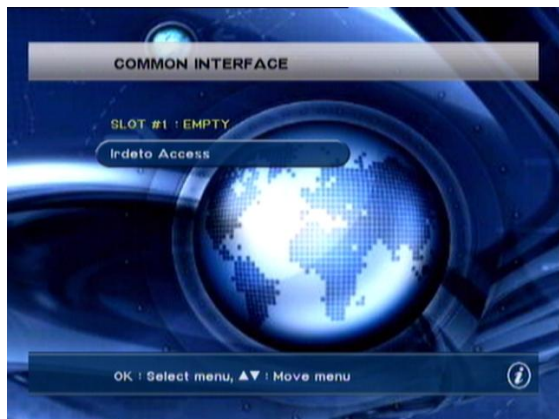 COMMON INTERFACE
SLOT #1 : EMPTY
Irdeto Access
OK : Select menu, ▲▼ : Move menu
i